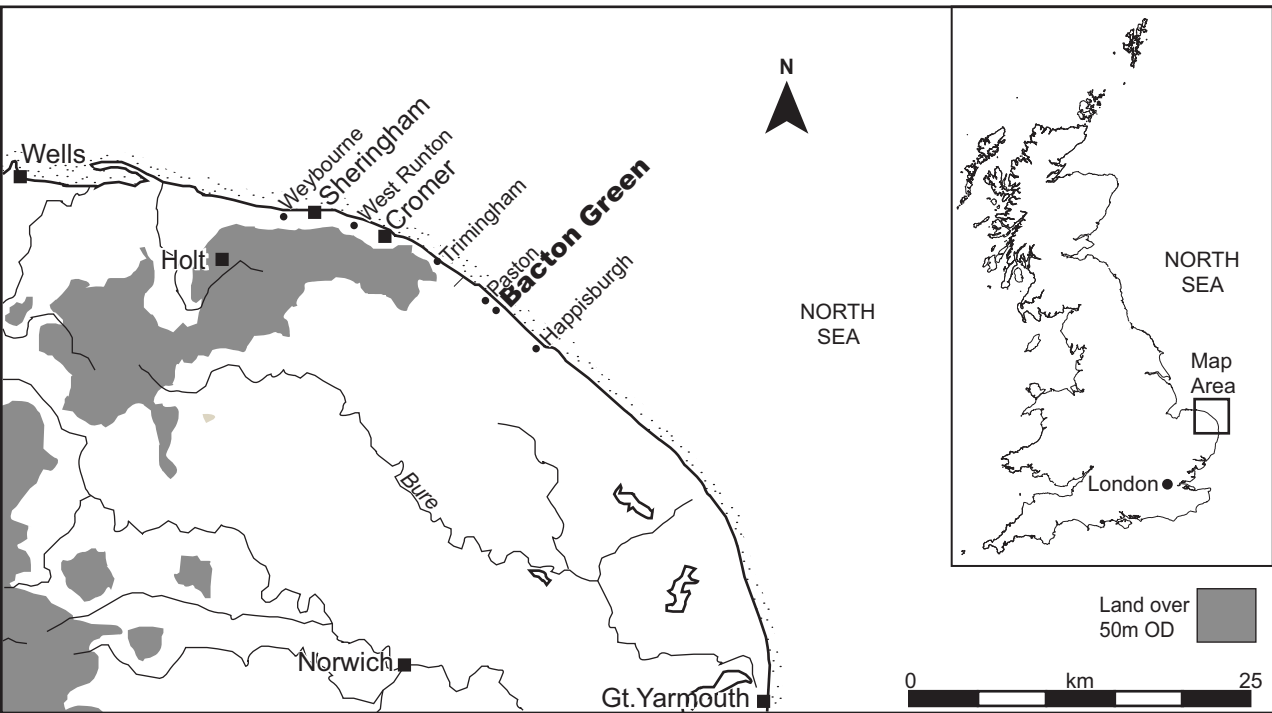 N
Wells
Weybourne
Sheringham
West Runton
Cromer
Trimingham
Paston
Bacton Green
Happisburgh
Holt
NORTH
SEA
Bure
Norwich
Gt.Yarmouth
NORTH
SEA
Map
Area
London
Land over
50m OD
0
km
25